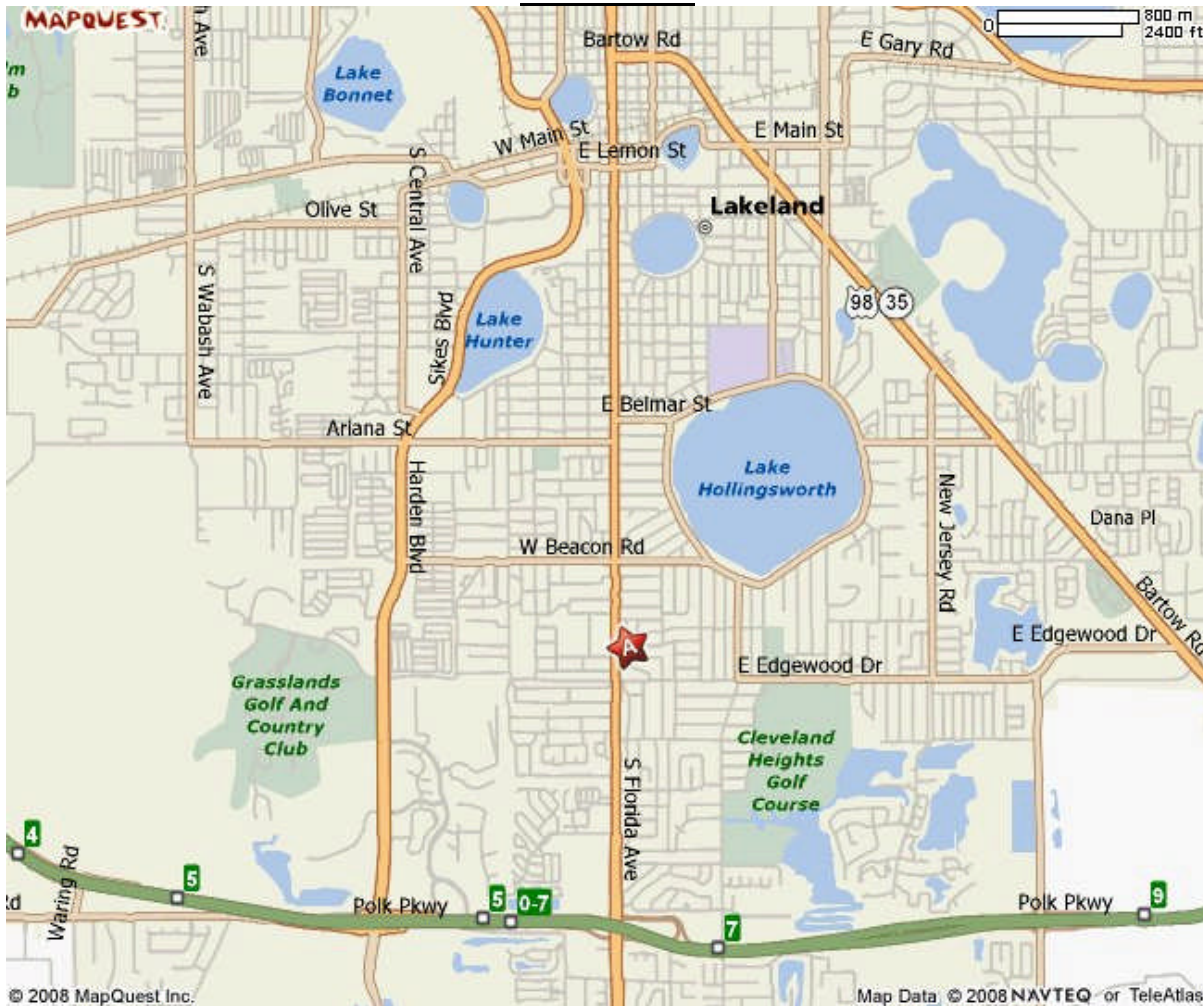 MAPQUEST.
0
800 m
2400 ft
Ave
Bartow Rd
E Gary Rd
Lake
Bonnet
W Main St
E Main St
E Lemon St
S Central Ave
Olive St
Lakeland
S Wabash Ave
98
35
Lake
Hunter
Sikes Blvd
E Belmar St
Ariana St
Harden Blvd
Lake
Hollingsworth
New Jersey Rd
Dana Pl
W Beacon Rd
Bartow Rd
A
E Edgewood Dr
E Edgewood Dr
Grasslands
Golf And
Country
Club
Cleveland
Heights
Golf
Course
S Florida Ave
4
Waring Rd
5
Polk Pkwy
5
0-7
7
Polk Pkwy
9
Rd
© 2008 MapQuest Inc.
Map Data © 2008 NAVTEQ or TeleAtlas